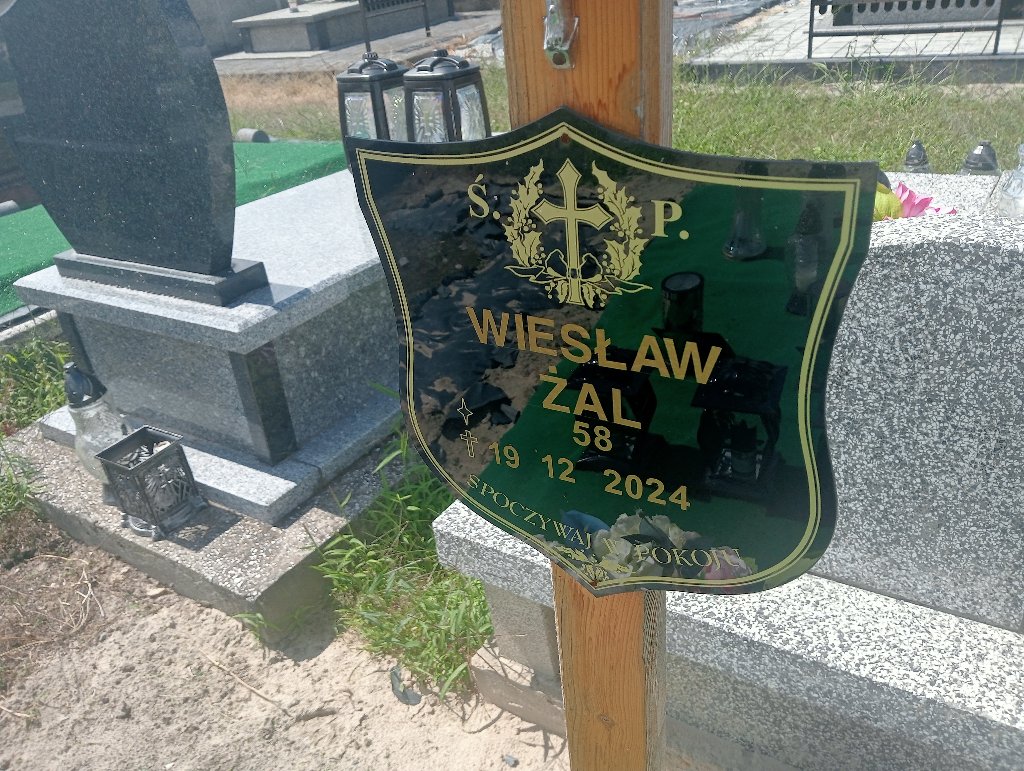 Ś. P.
WIESŁAW
ŻAL
58
19 12 2024
SPOCZYWAJ W POKOJU